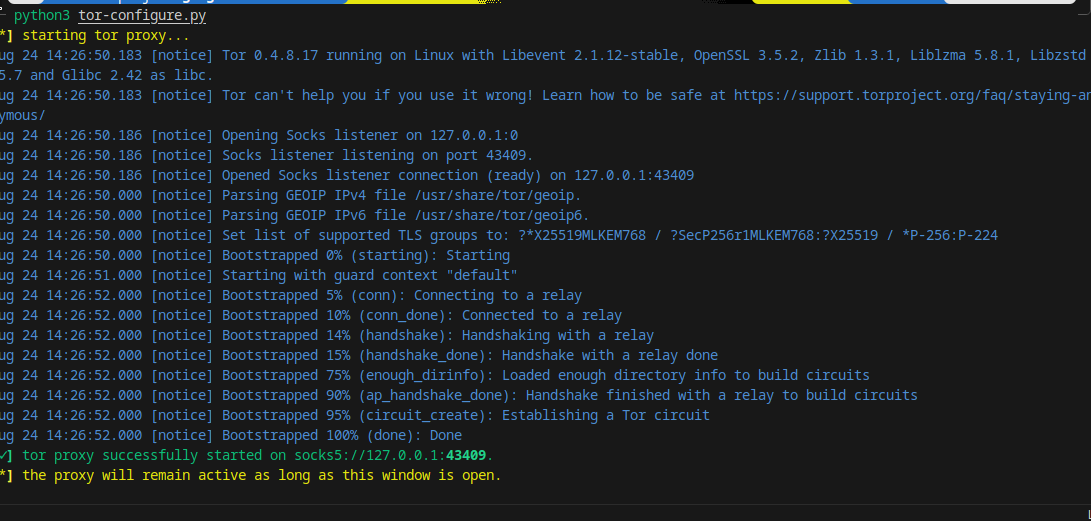 python3 tor-configure.py
*] starting tor proxy...
ug 24 14:26:50.183 [notice] Tor 0.4.8.17 running on Linux with Libevent 2.1.12-stable, OpenSSL 3.5.2, Zlib 1.3.1, Liblzma 5.8.1, Libzstd
5.7 and Glibc 2.42 as libc.
ug 24 14:26:50.183 [notice] Tor can't help you if you use it wrong! Learn how to be safe at https://support.torproject.org/faq/staying-an
ymous/
ug 24 14:26:50.186 [notice] Opening Socks listener on 127.0.0.1:0
ug 24 14:26:50.186 [notice] Socks listener listening on port 43409.
ug 24 14:26:50.186 [notice] Opened Socks listener connection (ready) on 127.0.0.1:43409
ug 24 14:26:50.000 [notice] Parsing GEOIP IPv4 file /usr/share/tor/geoip.
ug 24 14:26:50.000 [notice] Parsing GEOIP IPv6 file /usr/share/tor/geoip6.
ug 24 14:26:50.000 [notice] Set list of supported TLS groups to: ?*X25519MLKEM768 / ?SecP256r1MLKEM768:?X25519 / *P-256:P-224
ug 24 14:26:50.000 [notice] Bootstrapped 0% (starting): Starting
ug 24 14:26:51.000 [notice] Starting with guard context "default"
ug 24 14:26:52.000 [notice] Bootstrapped 5% (conn): Connecting to a relay
ug 24 14:26:52.000 [notice] Bootstrapped 10% (conn_done): Connected to a relay
ug 24 14:26:52.000 [notice] Bootstrapped 14% (handshake): Handshaking with a relay
ug 24 14:26:52.000 [notice] Bootstrapped 15% (handshake_done): Handshake with a relay done
ug 24 14:26:52.000 [notice] Bootstrapped 75% (enough_dirinfo): Loaded enough directory info to build circuits
ug 24 14:26:52.000 [notice] Bootstrapped 90% (ap_handshake_done): Handshake finished with a relay to build circuits
ug 24 14:26:52.000 [notice] Bootstrapped 95% (circuit_create): Establishing a Tor circuit
ug 24 14:26:52.000 [notice] Bootstrapped 100% (done): Done
✓] tor proxy successfully started on socks5://127.0.0.1:43409.
*] the proxy will remain active as long as this window is open.